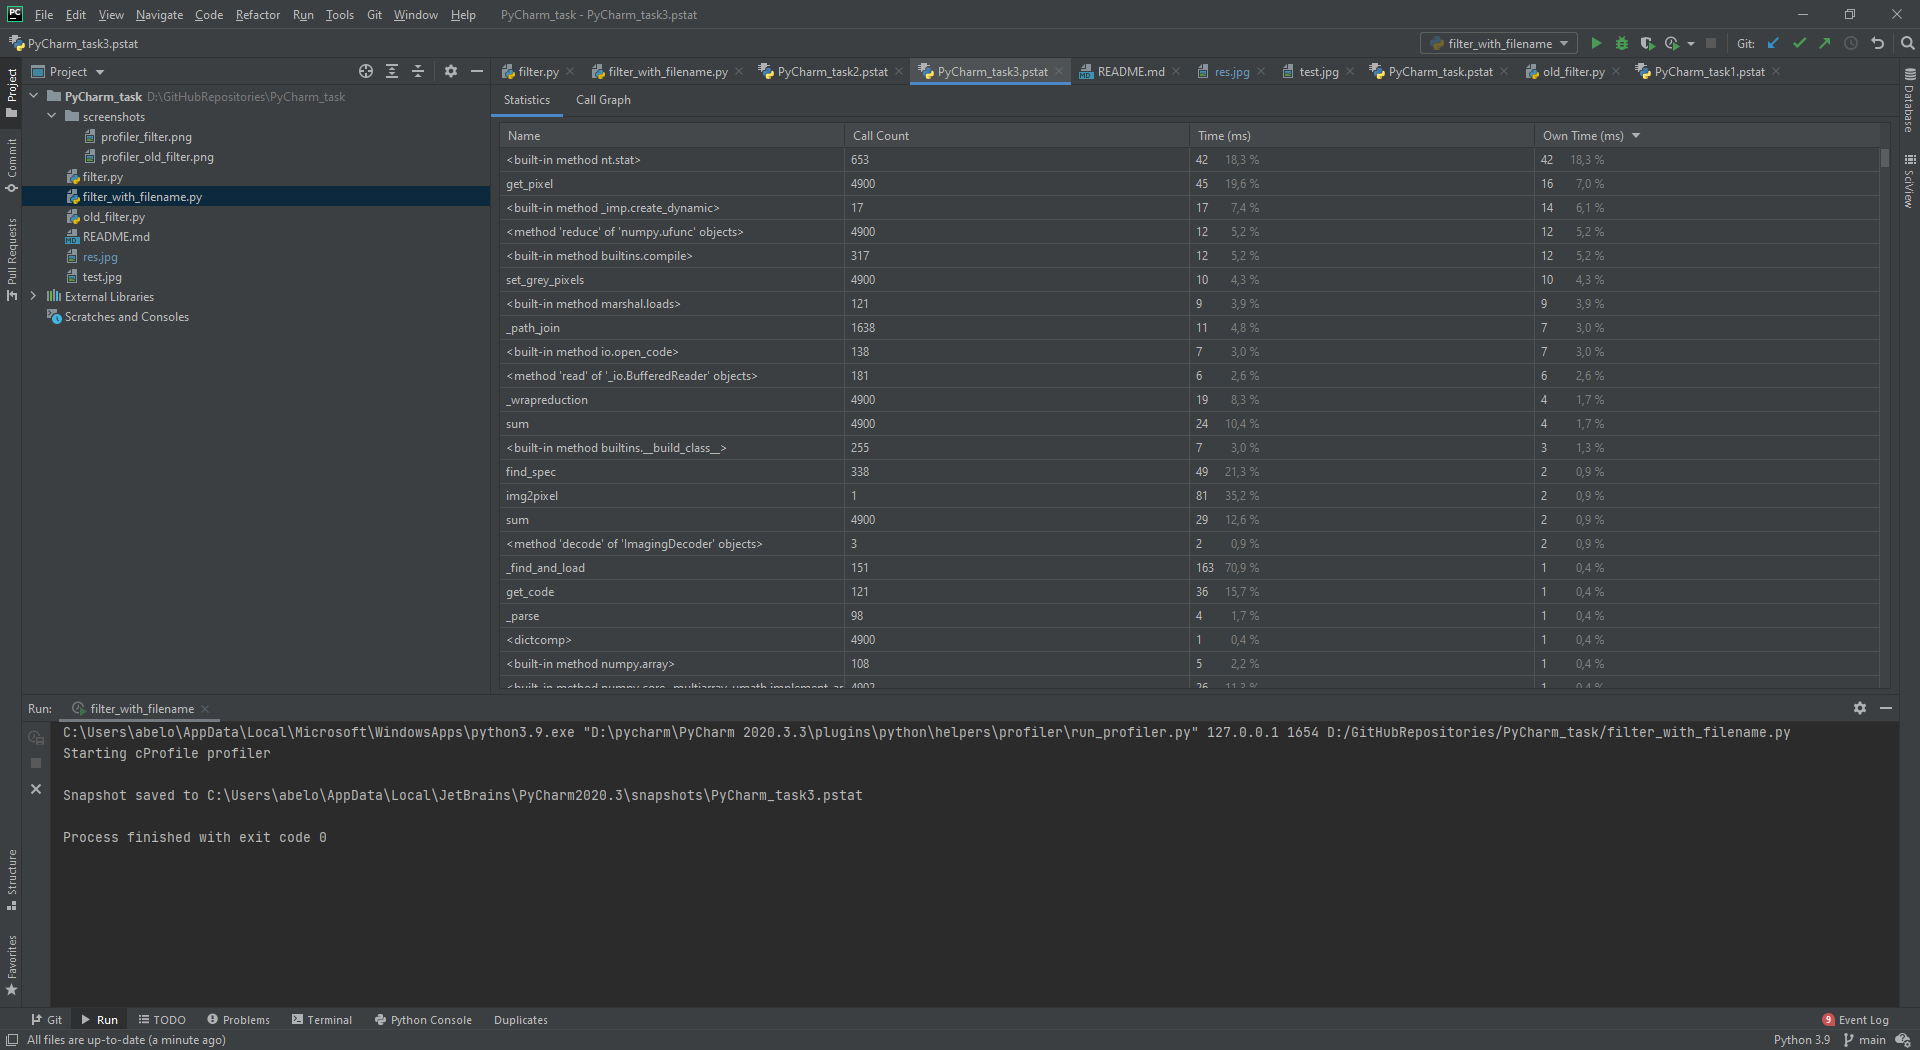 PC File Edit View Navigate Code Refactor Run Tools Git Window Help PyCharm_task - PyCharm_task3.pstat
PyCharm_task3.pstat filter_with_filename Git:
Project filter.py filter_with_filename.py PyCharm_task2.pstat PyCharm_task3.pstat README.md res.jpg test.jpg PyCharm_task.pstat old_filter.py PyCharm_task1.pstat
Project
Commit
Pull Requests
Structure
Favorites
PyCharm_task D:\GitHubRepositories\PyCharm_task
screenshots
profiler_filter.png
profiler_old_filter.png
filter.py
filter_with_filename.py
old_filter.py
README.md
res.jpg
test.jpg
External Libraries
Scratches and Consoles
Statistics Call Graph
Name Call Count Time (ms) Own Time (ms)
<built-in method nt.stat> 653 42 18,3 % 42 18,3 %
get_pixel 4900 45 19,6 % 16 7,0 %
<built-in method _imp.create_dynamic> 17 17 7,4 % 14 6,1 %
<method 'reduce' of 'numpy.ufunc' objects> 4900 12 5,2 % 12 5,2 %
<built-in method builtins.compile> 317 12 5,2 % 12 5,2 %
set_grey_pixels 4900 10 4,3 % 10 4,3 %
<built-in method marshal.loads> 121 9 3,9 % 9 3,9 %
_path_join 1638 11 4,8 % 7 3,0 %
<built-in method io.open_code> 138 7 3,0 % 7 3,0 %
<method 'read' of '_io.BufferedReader' objects> 181 6 2,6 % 6 2,6 %
_wrapreduction 4900 19 8,3 % 4 1,7 %
sum 4900 24 10,4 % 4 1,7 %
<built-in method builtins.__build_class__> 255 7 3,0 % 3 1,3 %
find_spec 338 49 21,3 % 2 0,9 %
img2pixel 1 81 35,2 % 2 0,9 %
sum 4900 29 12,6 % 2 0,9 %
<method 'decode' of 'ImagingDecoder' objects> 3 2 0,9 % 2 0,9 %
_find_and_load 151 163 70,9 % 1 0,4 %
get_code 121 36 15,7 % 1 0,4 %
_parse 98 4 1,7 % 1 0,4 %
<dictcomp> 4900 1 0,4 % 1 0,4 %
<built-in method numpy.array> 108 5 2,2 % 1 0,4 %
<built-in method numpy.core._multiarray_umath.implement_ar 4902 26 11,3 % 1 0,4 %
Database
SciView
Run: filter_with_filename
C:\Users\abelo\AppData\Local\Microsoft\WindowsApps\python3.9.exe "D:\pycharm\PyCharm 2020.3.3\plugins\python\helpers\profiler\run_profiler.py" 127.0.0.1 1654 D:/GitHubRepositories/PyCharm_task/filter_with_filename.py
Starting cProfile profiler
Snapshot saved to C:\Users\abelo\AppData\Local\JetBrains\PyCharm2020.3\snapshots\PyCharm_task3.pstat
Process finished with exit code 0
Git Run TODO Problems Terminal Python Console Duplicates 9 Event Log
All files are up-to-date (a minute ago) Python 3.9 main